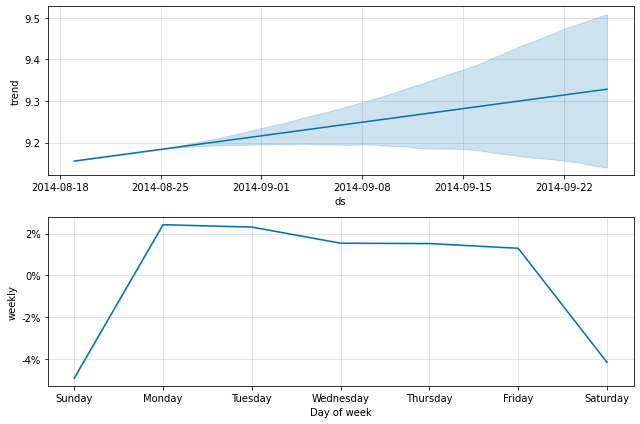 9.5
9.4
9.3
9.2
trend
2014-08-18 2014-08-25 2014-09-01 2014-09-08 2014-09-15 2014-09-22
ds
2%
0%
-2%
-4%
weekly
Sunday Monday Tuesday Wednesday Thursday Friday Saturday
Day of week